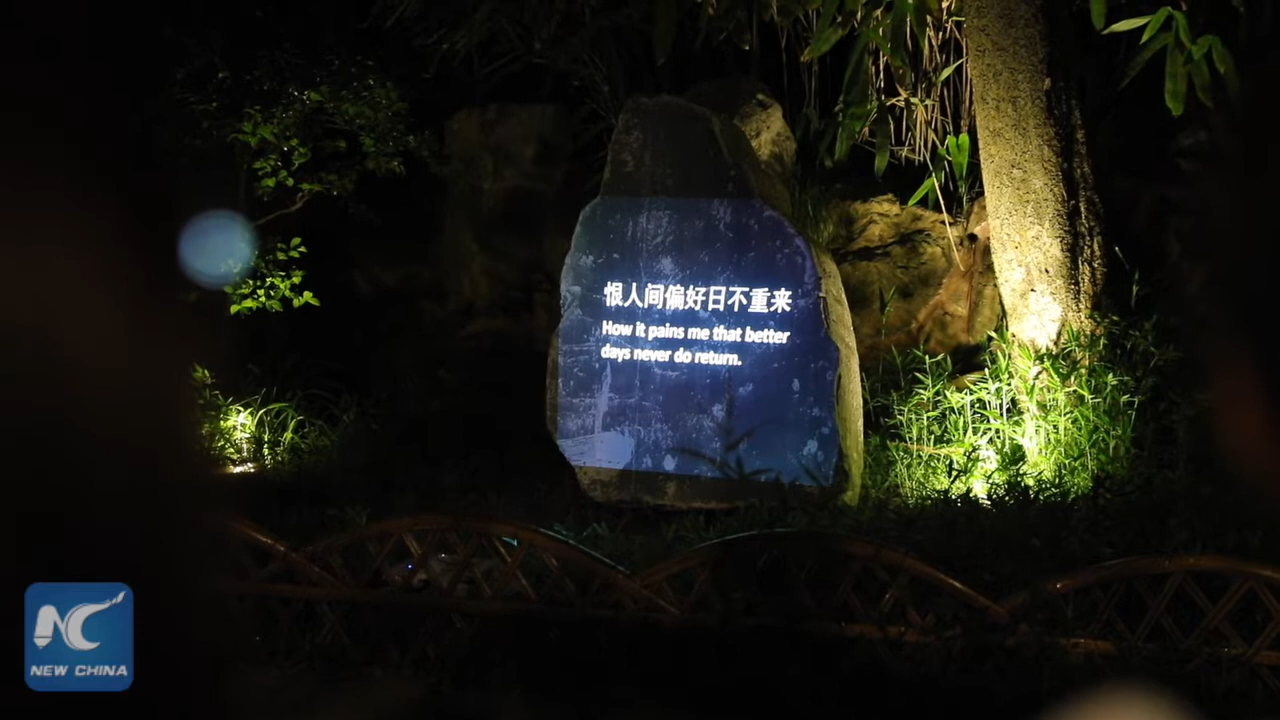 恨人间偏好日不重来
How it pains me that better
days never do return.
NC
NEW CHINA